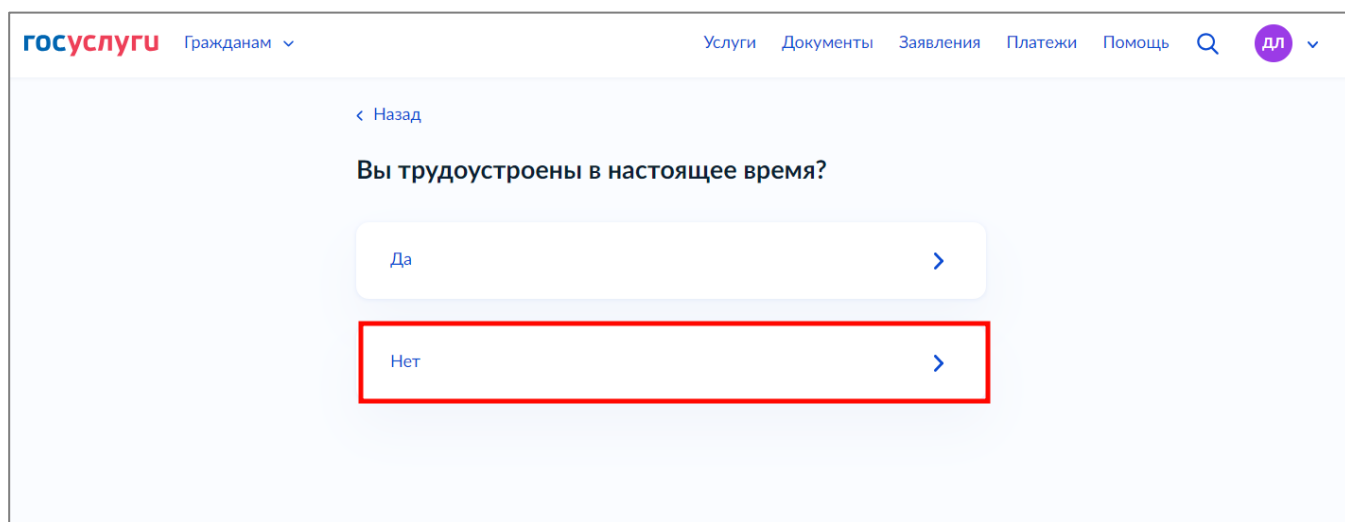 госуслуги Гражданам Услуги Документы Заявления Платежи Помощь ДЛ
Назад
Вы трудоустроены в настоящее время?
Да
Нет